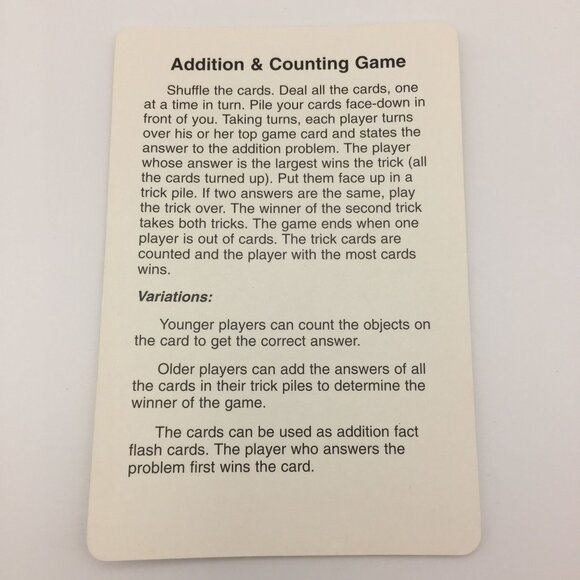 Addition & Counting Game
Shuffle the cards. Deal all the cards, one
at a time in turn. Pile your cards face-down in
front of you. Taking turns, each player turns
over his or her top game card and states the
answer to the addition problem. The player
whose answer is the largest wins the trick (all
the cards turned up). Put them face up in a
trick pile. If two answers are the same, play
the trick over. The winner of the second trick
takes both tricks. The game ends when one
player is out of cards. The trick cards are
counted and the player with the most cards
wins.
Variations:
Younger players can count the objects on
the card to get the correct answer.
Older players can add the answers of all
the cards in their trick piles to determine the
winner of the game.
The cards can be used as addition fact
flash cards. The player who answers the
problem first wins the card.